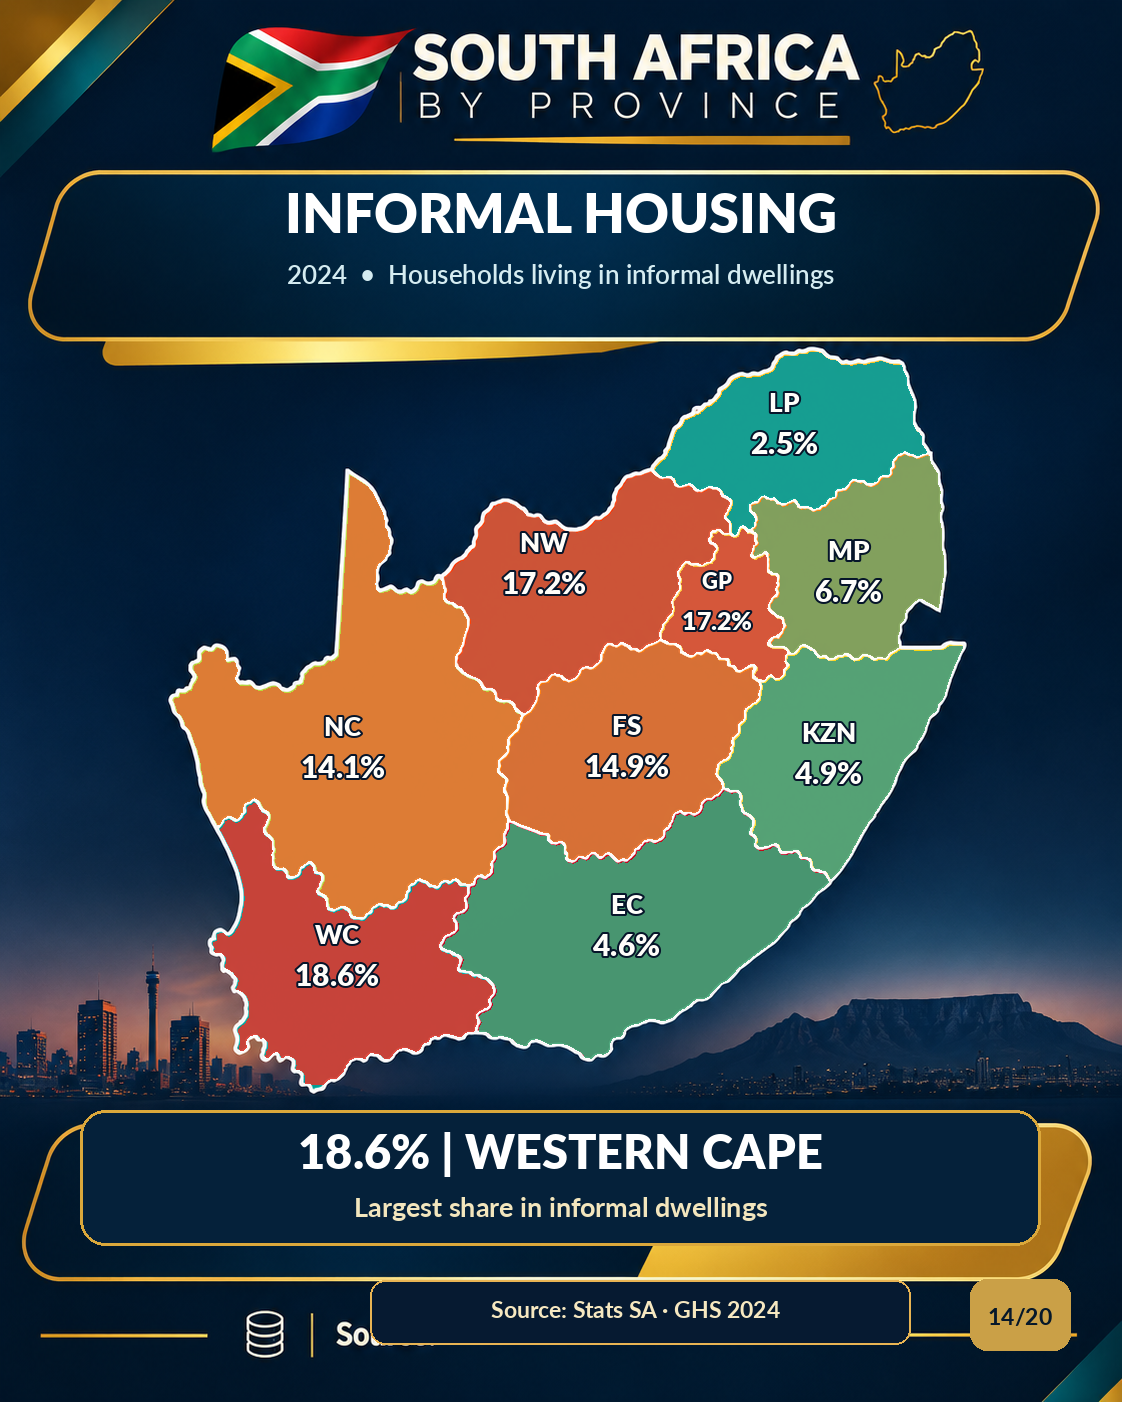 SOUTH AFRICA
BY PROVINCE
INFORMAL HOUSING
2024 • Households living in informal dwellings
LP
2.5%
NW
17.2%
GP
17.2%
MP
6.7%
NC
14.1%
FS
14.9%
KZN
4.9%
EC
4.6%
WC
18.6%
18.6% | WESTERN CAPE
Largest share in informal dwellings
Source: Stats SA · GHS 2024
14/20